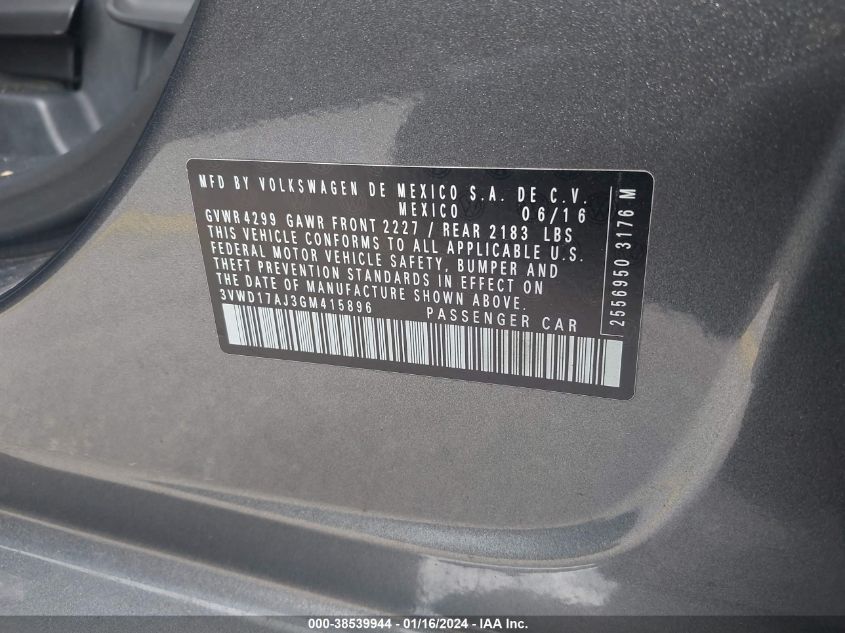 MFD BY VOLKSWAGEN DE MEXICO S.A. DE C.V.
MEXICO 06/16
GVWR 4299 GAWR FRONT 2227 / REAR 2183 LBS
THIS VEHICLE CONFORMS TO ALL APPLICABLE U.S.
FEDERAL MOTOR VEHICLE SAFETY, BUMPER AND
THEFT PREVENTION STANDARDS IN EFFECT ON
THE DATE OF MANUFACTURE SHOWN ABOVE.
3VWD17AJ3GM415896 PASSENGER CAR
2556950 3176 M
000-38539944 - 01/16/2024 - IAA Inc.